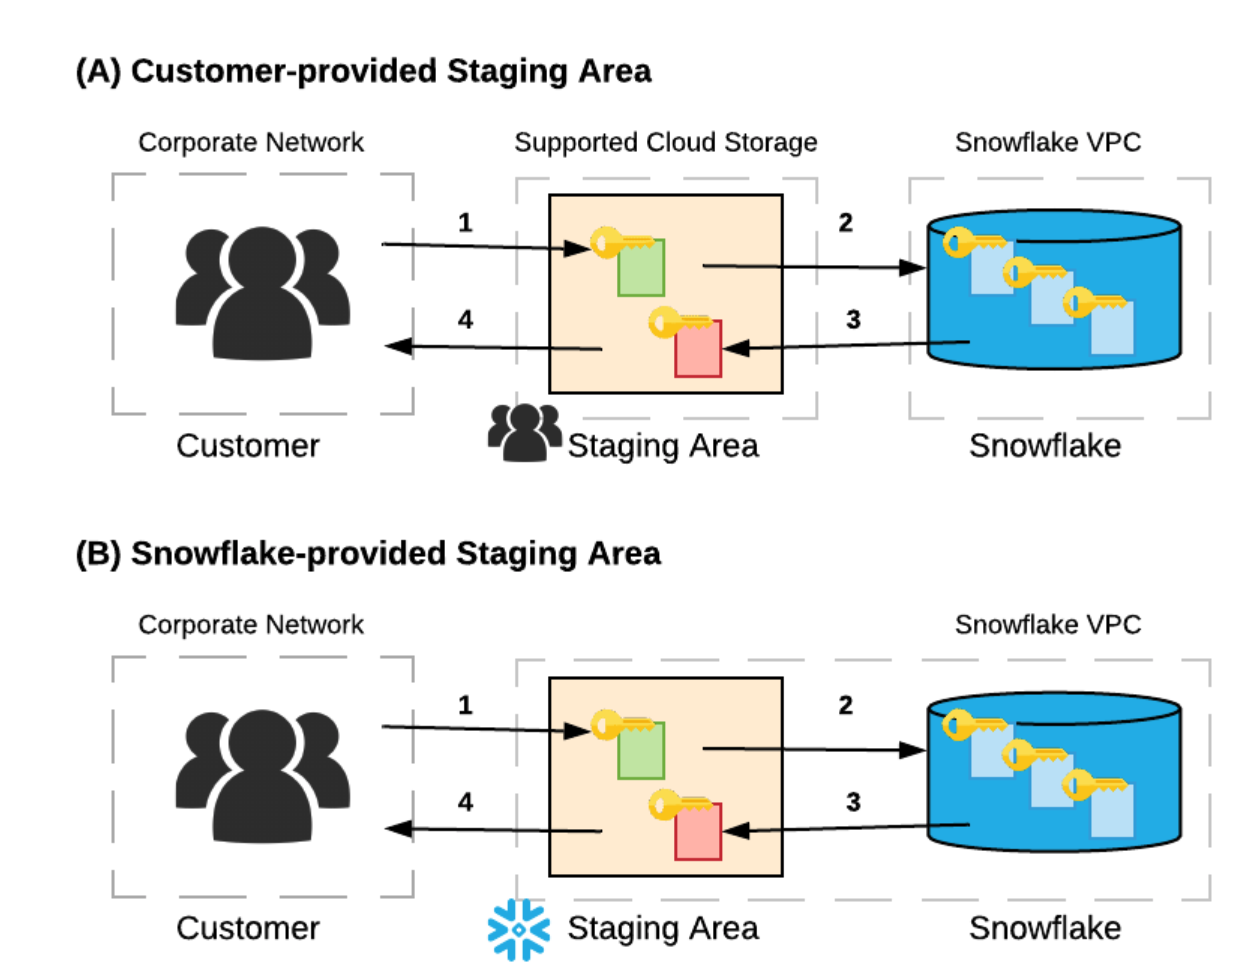 (A) Customer-provided Staging Area
Corporate Network
Supported Cloud Storage
Snowflake VPC
1
2
4
3
Customer
Staging Area
Snowflake
(B) Snowflake-provided Staging Area
Corporate Network
Snowflake VPC
1
2
4
3
Customer
Staging Area
Snowflake